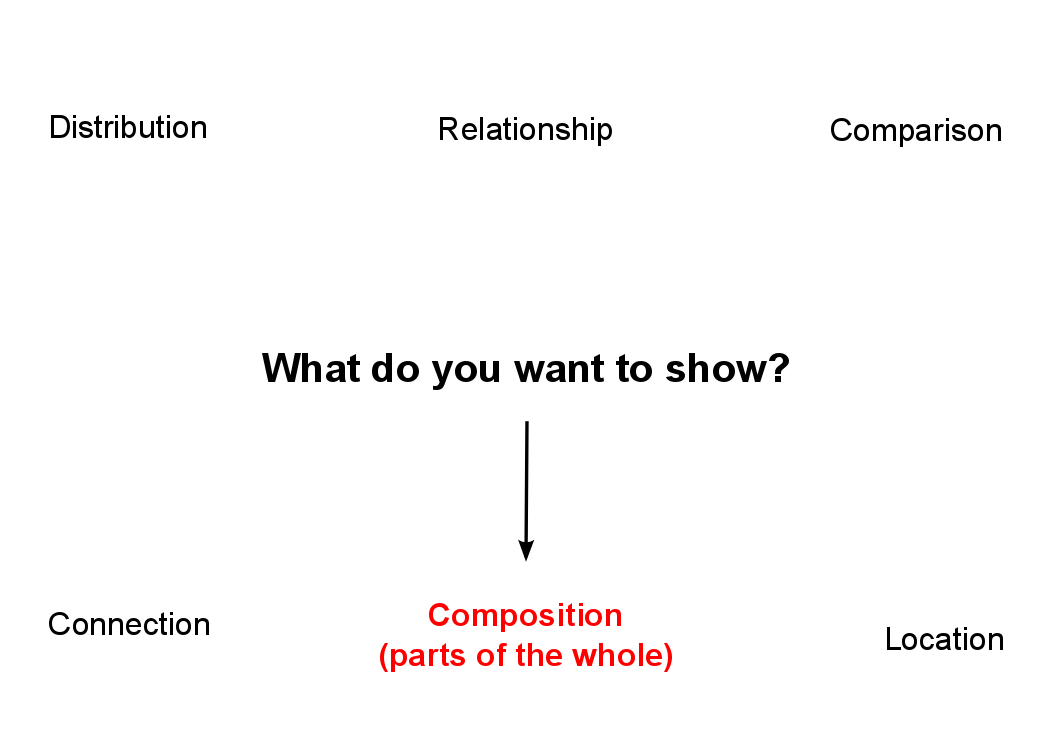 Distribution
Relationship
Comparison
What do you want to show?
Connection
Composition
(parts of the whole)
Location